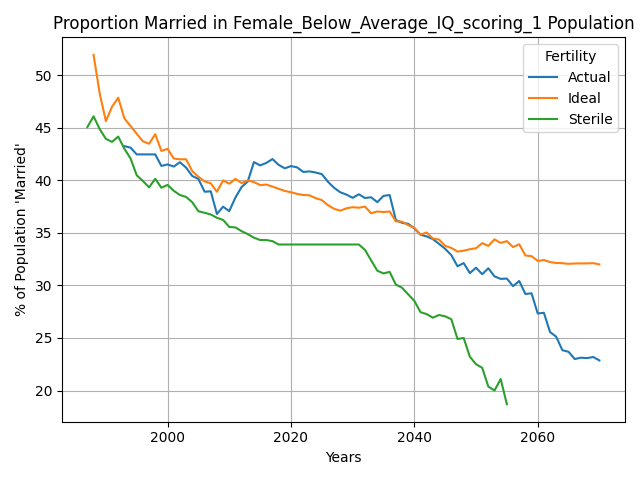 Proportion Married in Female_Below_Average_IQ_scoring_1 Population
% of Population 'Married'
50
45
40
35
30
25
20
Fertility
Actual
Ideal
Sterile
2000
2020
2040
2060
Years